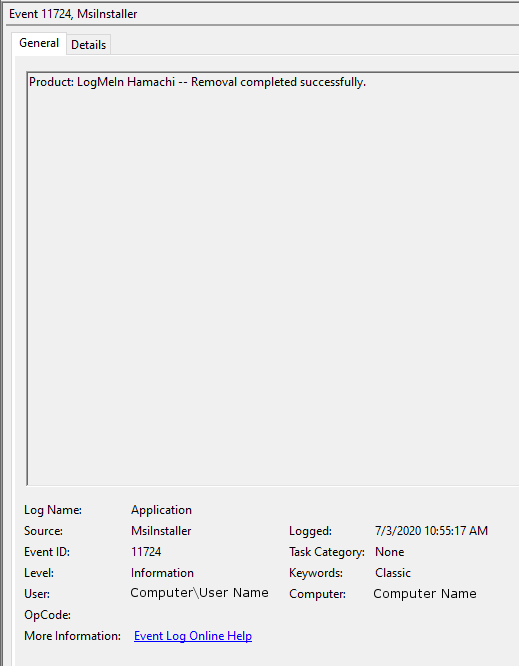 Event 11724, MsiInstaller
General Details
Product: LogMeIn Hamachi -- Removal completed successfully.
Log Name: Application
Source: MsiInstaller Logged: 7/3/2020 10:55:17 AM
Event ID: 11724 Task Category: None
Level: Information Keywords: Classic
User: Computer\User Name Computer: Computer Name
OpCode:
More Information: Event Log Online Help